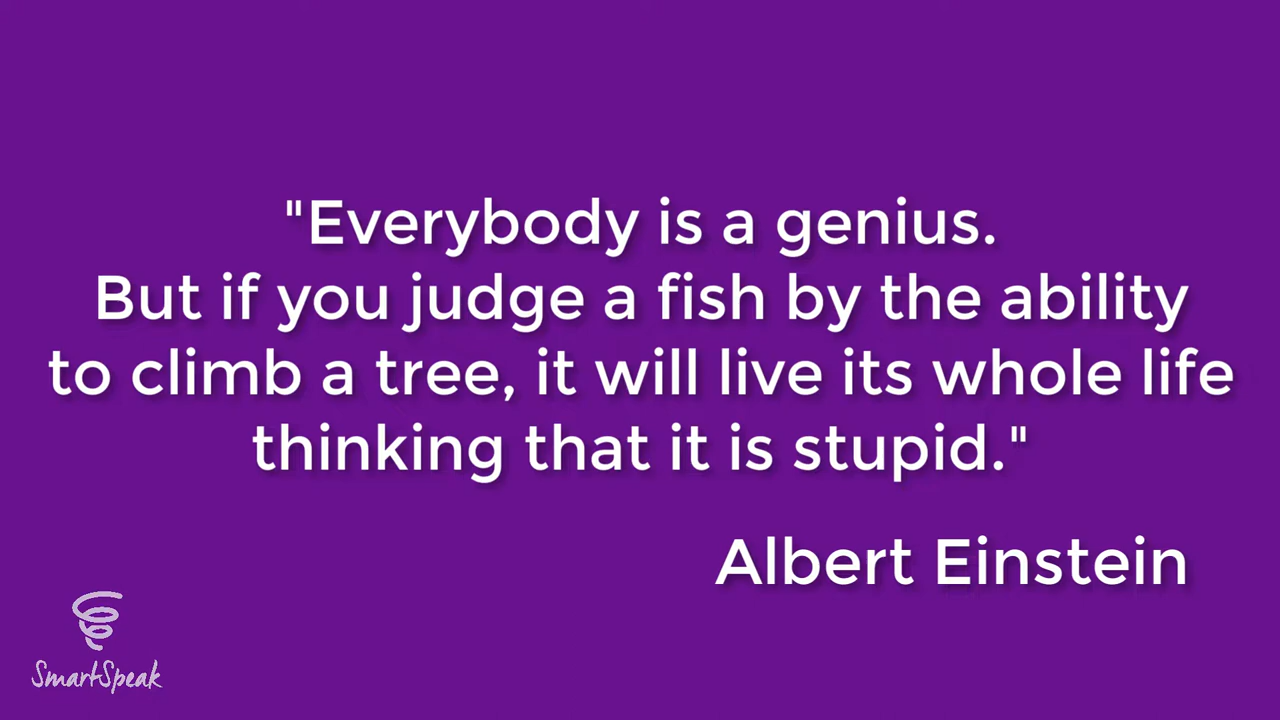 "Everybody is a genius.
But if you judge a fish by the ability
to climb a tree, it will live its whole life
thinking that it is stupid."
Albert Einstein
SmartSpeak